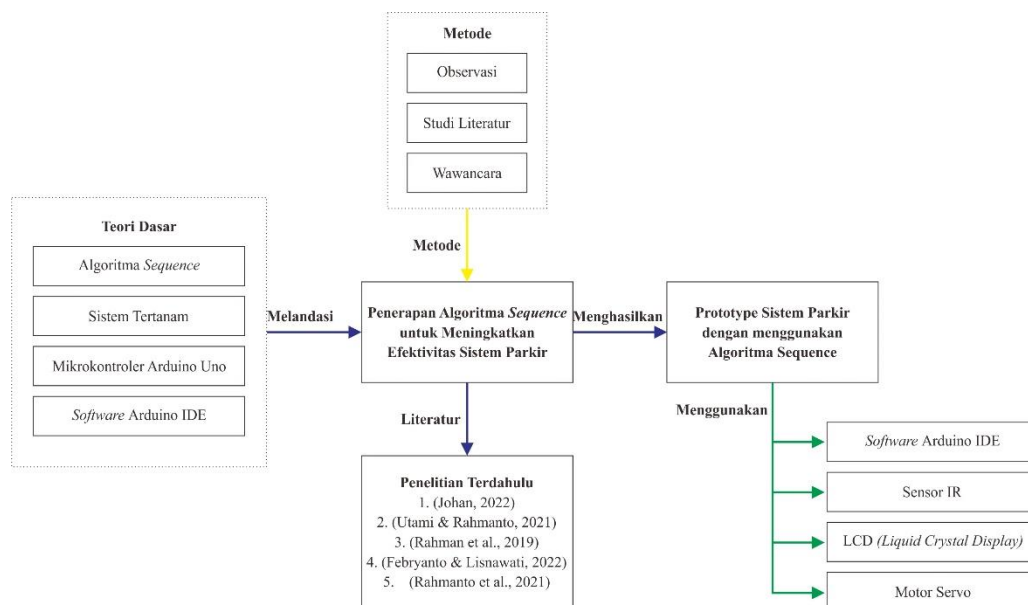 Metode
Observasi
Studi Literatur
Wawancara
Metode
Teori Dasar
Algoritma Sequence
Sistem Tertanam
Mikrokontroler Arduino Uno
Software Arduino IDE
Melandasi
Penerapan Algoritma Sequence
untuk Meningkatkan
Efektivitas Sistem Parkir
Menghasilkan
Prototype Sistem Parkir
dengan menggunakan
Algoritma Sequence
Literatur
Penelitian Terdahulu
1. (Johan, 2022)
2. (Utami & Rahmanto, 2021)
3. (Rahman et al., 2019)
4. (Febryanto & Lisnawati, 2022)
5. (Rahmanto et al., 2021)
Menggunakan
Software Arduino IDE
Sensor IR
LCD (Liquid Crystal Display)
Motor Servo